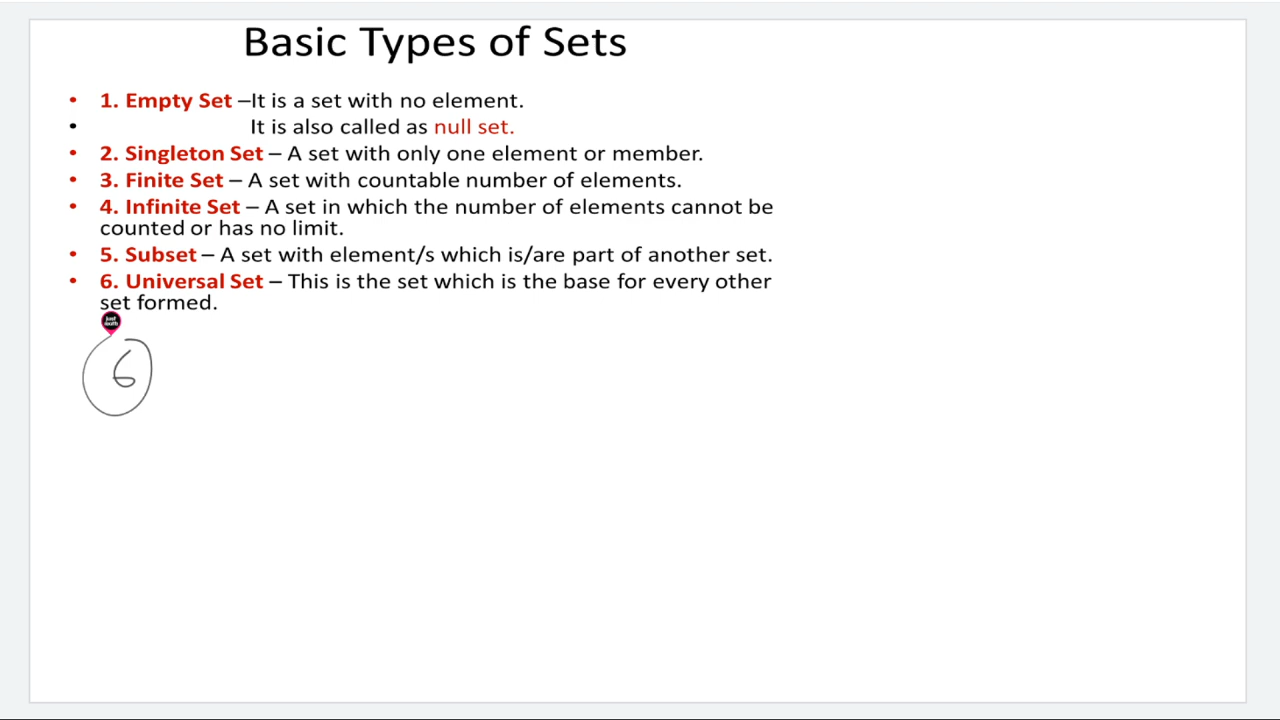 Basic Types of Sets
• 1. Empty Set –It is a set with no element.
• It is also called as null set.
• 2. Singleton Set – A set with only one element or member.
• 3. Finite Set – A set with countable number of elements.
• 4. Infinite Set – A set in which the number of elements cannot be
counted or has no limit.
• 5. Subset – A set with element/s which is/are part of another set.
• 6. Universal Set – This is the set which is the base for every other
set formed.
6